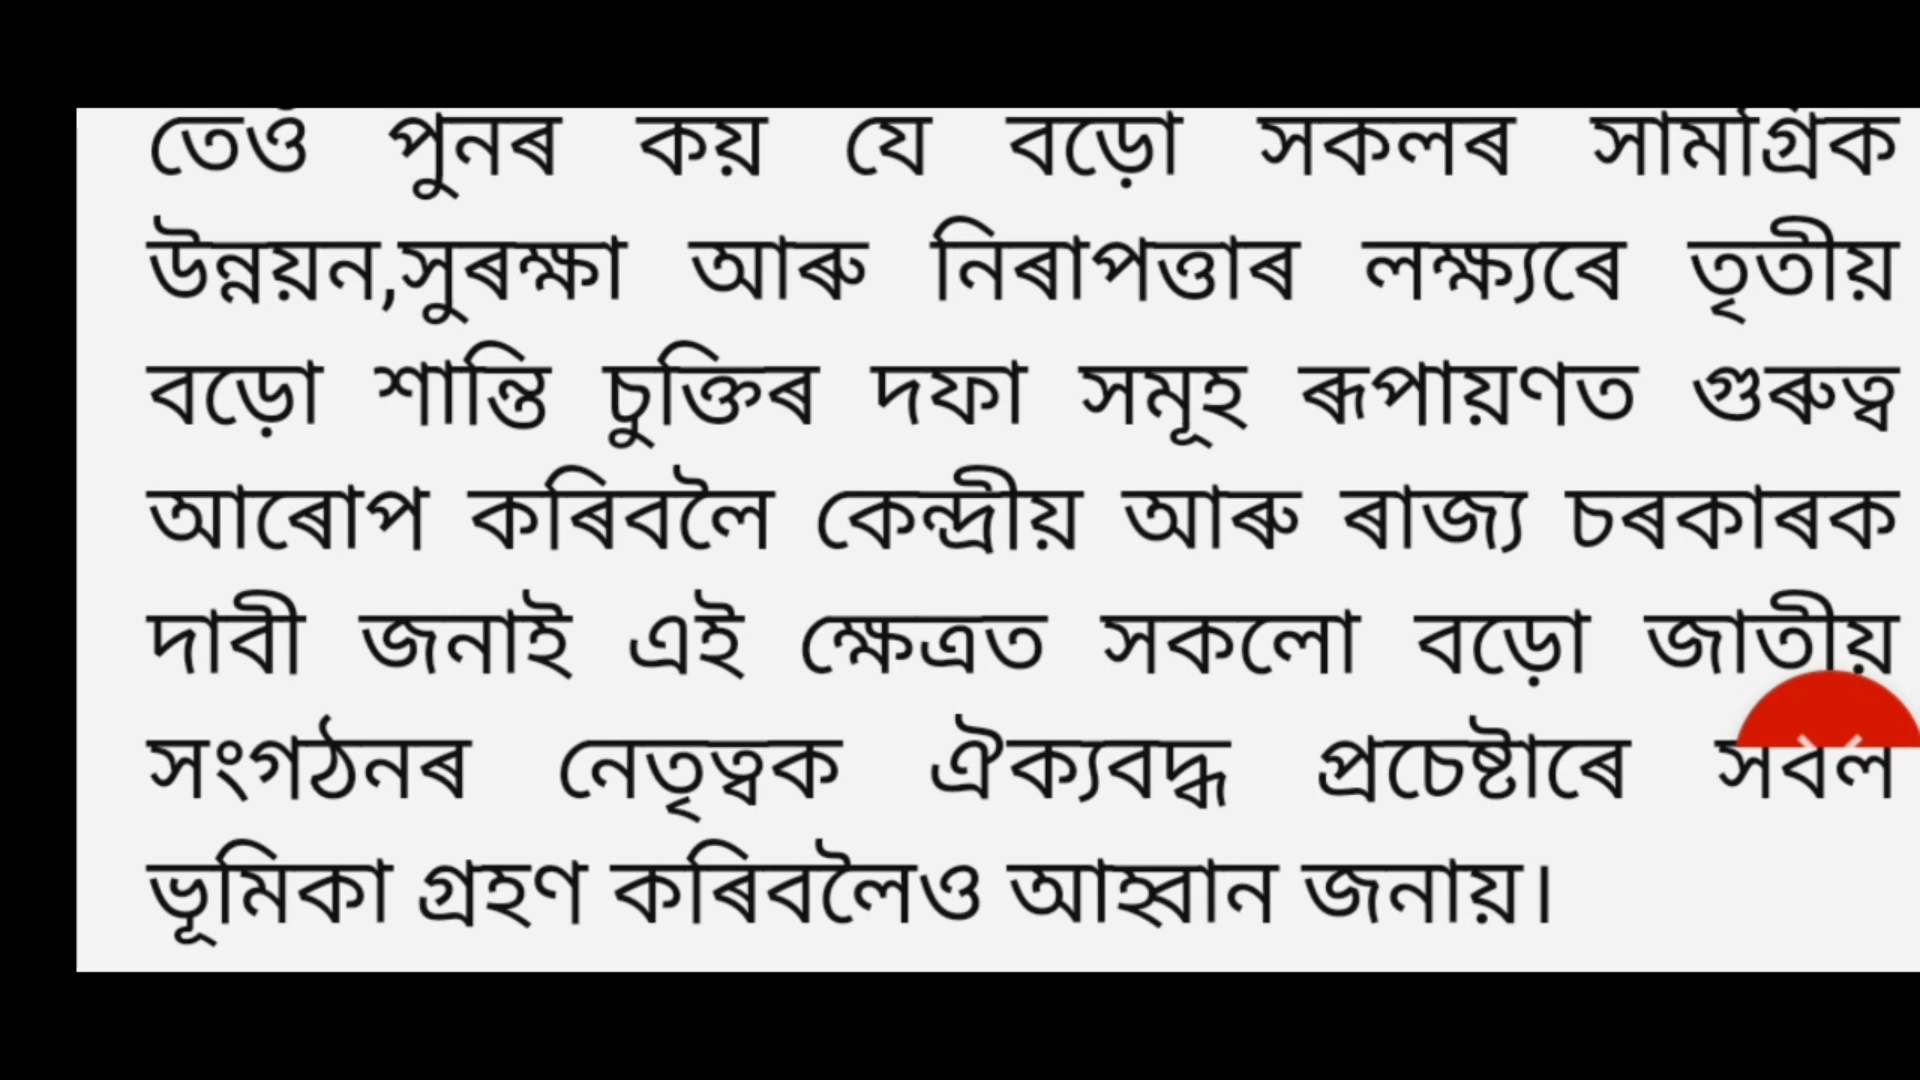 তেওঁ পুনৰ কয় যে বড়ো সকলৰ সামগ্ৰিক
উন্নয়ন,সুৰক্ষা আৰু নিৰাপত্তাৰ লক্ষ্যৰে তৃতীয়
বড়ো শান্তি চুক্তিৰ দফা সমূহ ৰূপায়ণত গুৰুত্ব
আৰোপ কৰিবলৈ কেন্দ্ৰীয় আৰু ৰাজ্য চৰকাৰক
দাবী জনাই এই ক্ষেত্ৰত সকলো বড়ো জাতীয়
সংগঠনৰ নেতৃত্বক ঐক্যবদ্ধ প্ৰচেষ্টাৰে সবল
ভূমিকা গ্ৰহণ কৰিবলৈও আহ্বান জনায়।